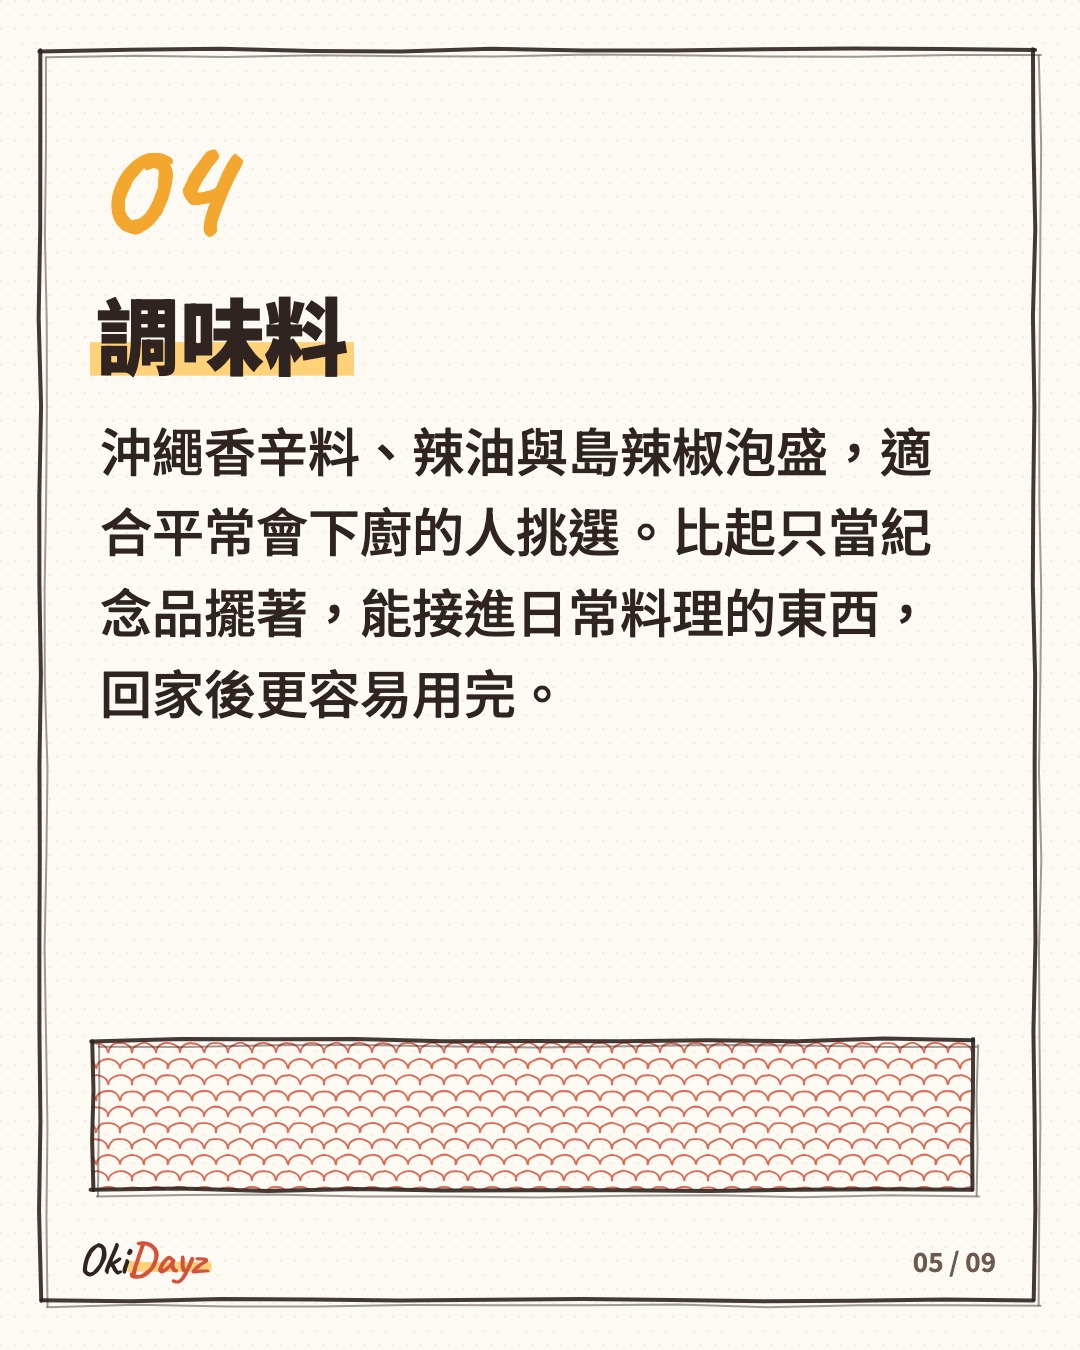 04
調味料
沖繩香辛料、辣油與島辣椒泡盛，適
合平常會下廚的人挑選。比起只當紀
念品擺著，能接進日常料理的東西，
回家後更容易用完。
OkiDayz
05 / 09